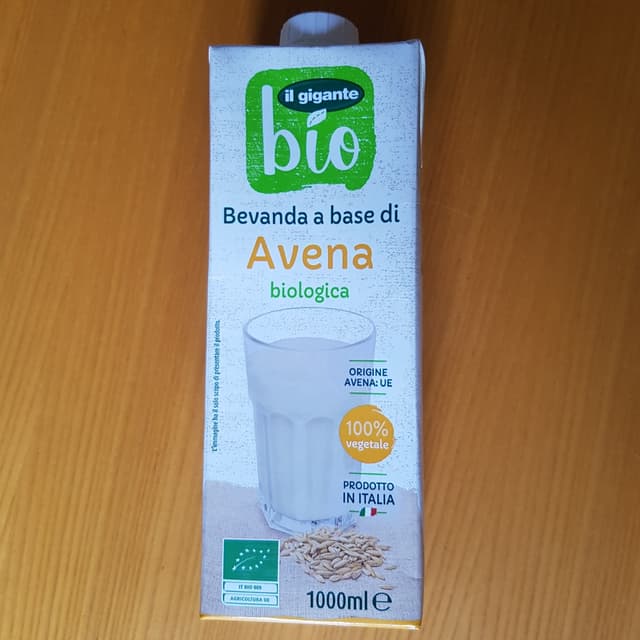 il gigante
bio
Bevanda a base di
Avena
biologica
L'immagine ha il solo scopo di presentare il prodotto.
ORIGINE
AVENA: UE
100%
vegetale
PRODOTTO
IN ITALIA
IT BIO 009
AGRICOLTURA UE
1000ml e